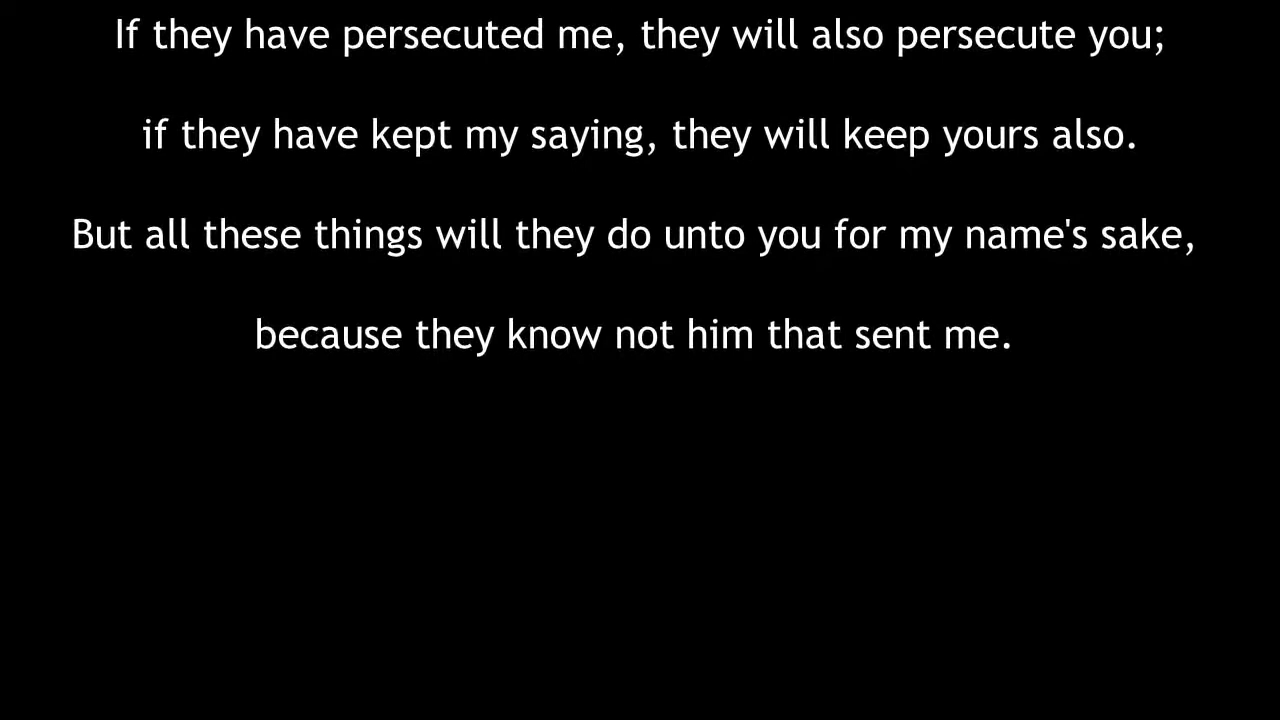 If they have persecuted me, they will also persecute you;
if they have kept my saying, they will keep yours also.
But all these things will they do unto you for my name's sake,
because they know not him that sent me.